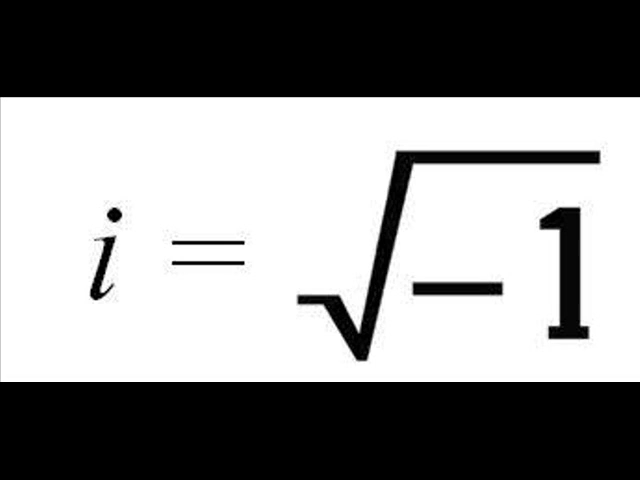 i = √-1